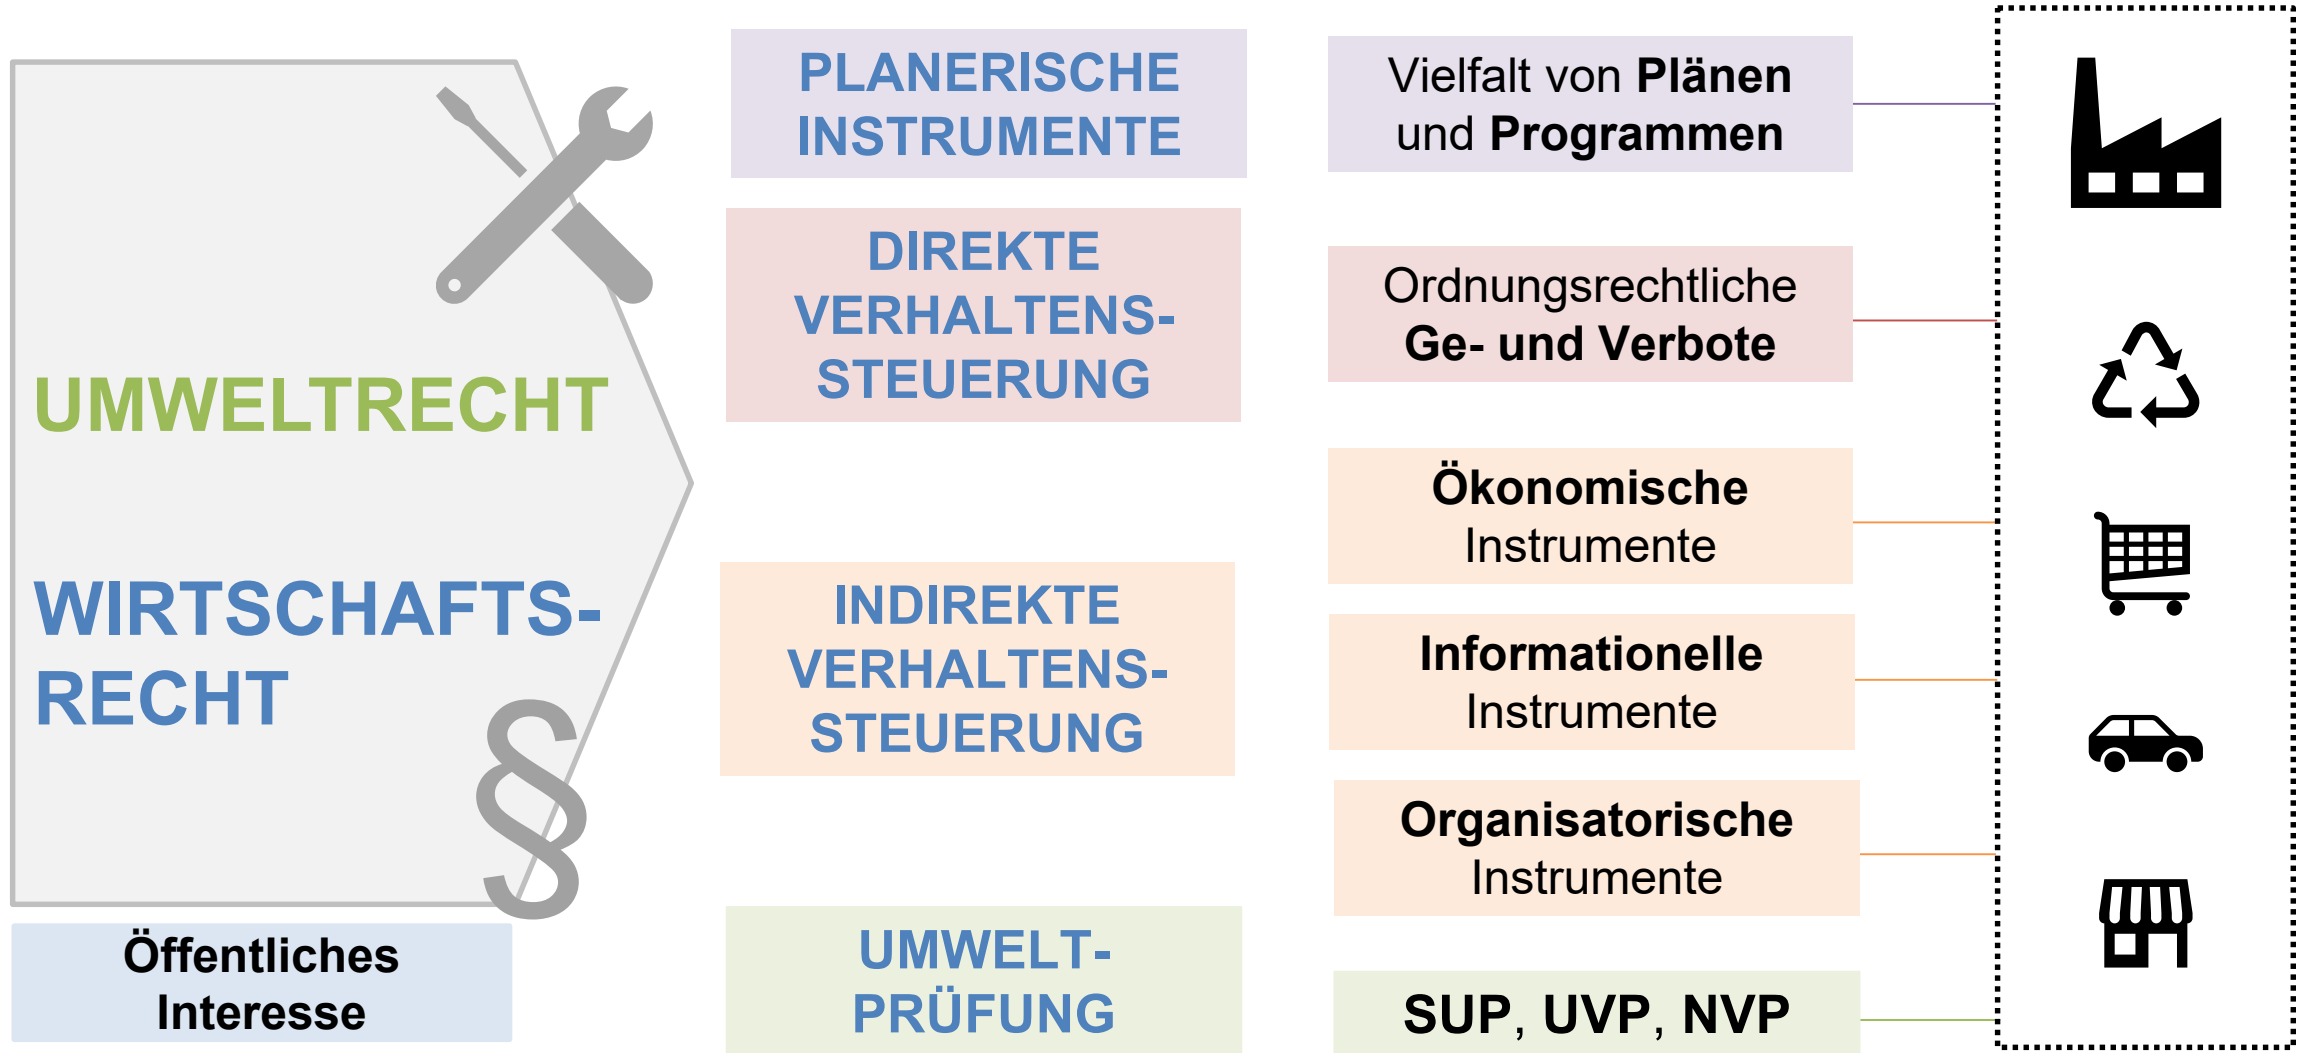 UMWELTRECHT
WIRTSCHAFTS-
RECHT
§
Öffentliches
Interesse
PLANERISCHE
INSTRUMENTE
Vielfalt von Plänen
und Programmen
DIREKTE
VERHALTENS-
STEUERUNG
Ordnungsrechtliche
Ge- und Verbote
INDIREKTE
VERHALTENS-
STEUERUNG
Ökonomische
Instrumente
Informationelle
Instrumente
Organisatorische
Instrumente
UMWELT-
PRÜFUNG
SUP, UVP, NVP